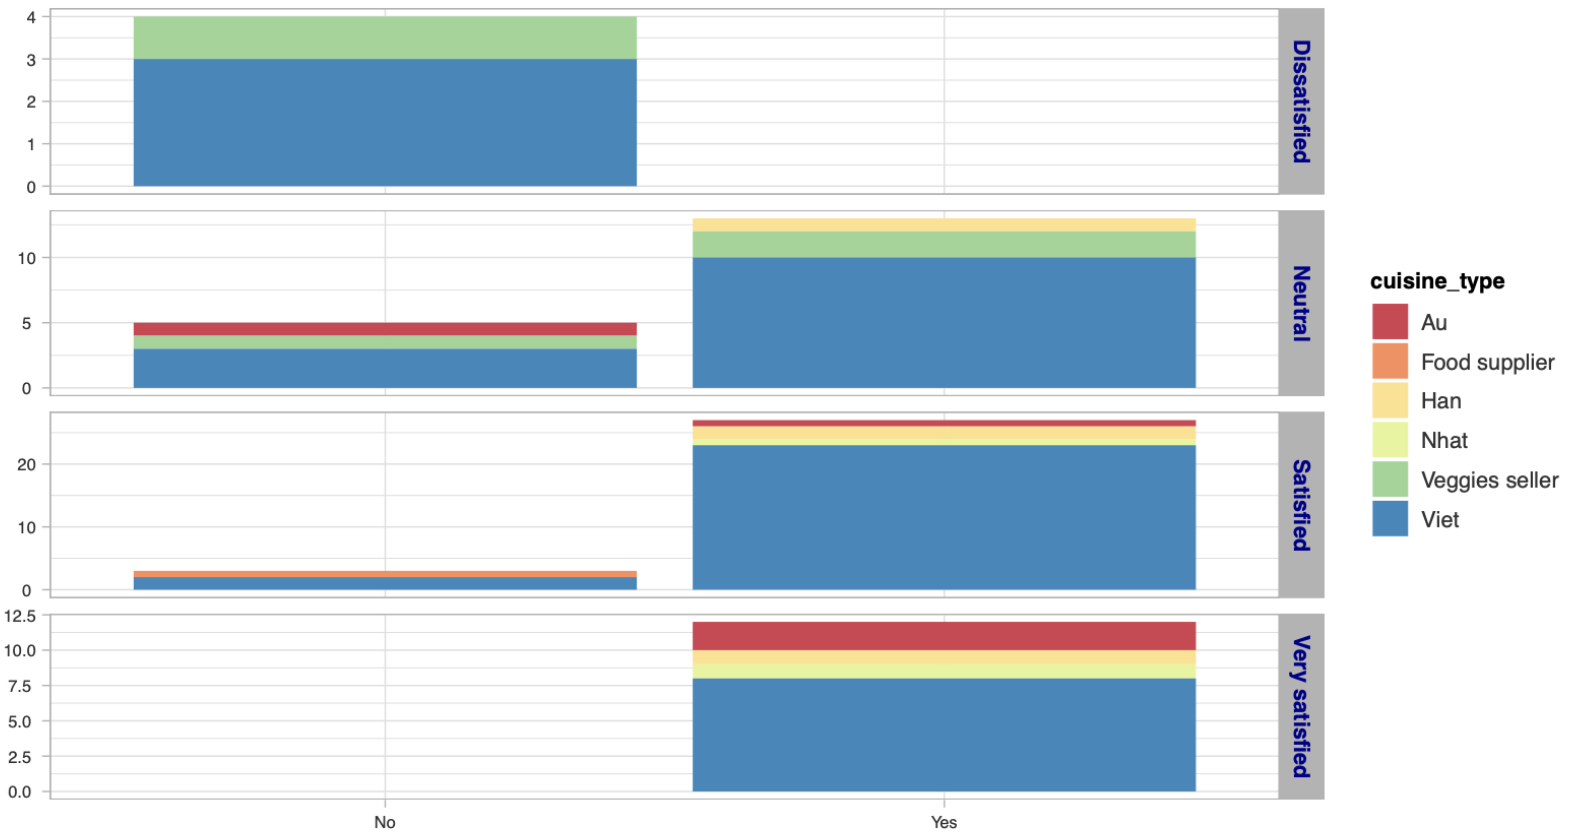 4
3
2
1
0
Dissatisfied
10
5
0
Neutral
20
10
0
Satisfied
12.5
10.0
7.5
5.0
2.5
0.0
Very satisfied
No
Yes
cuisine_type
Au
Food supplier
Han
Nhat
Veggies seller
Viet